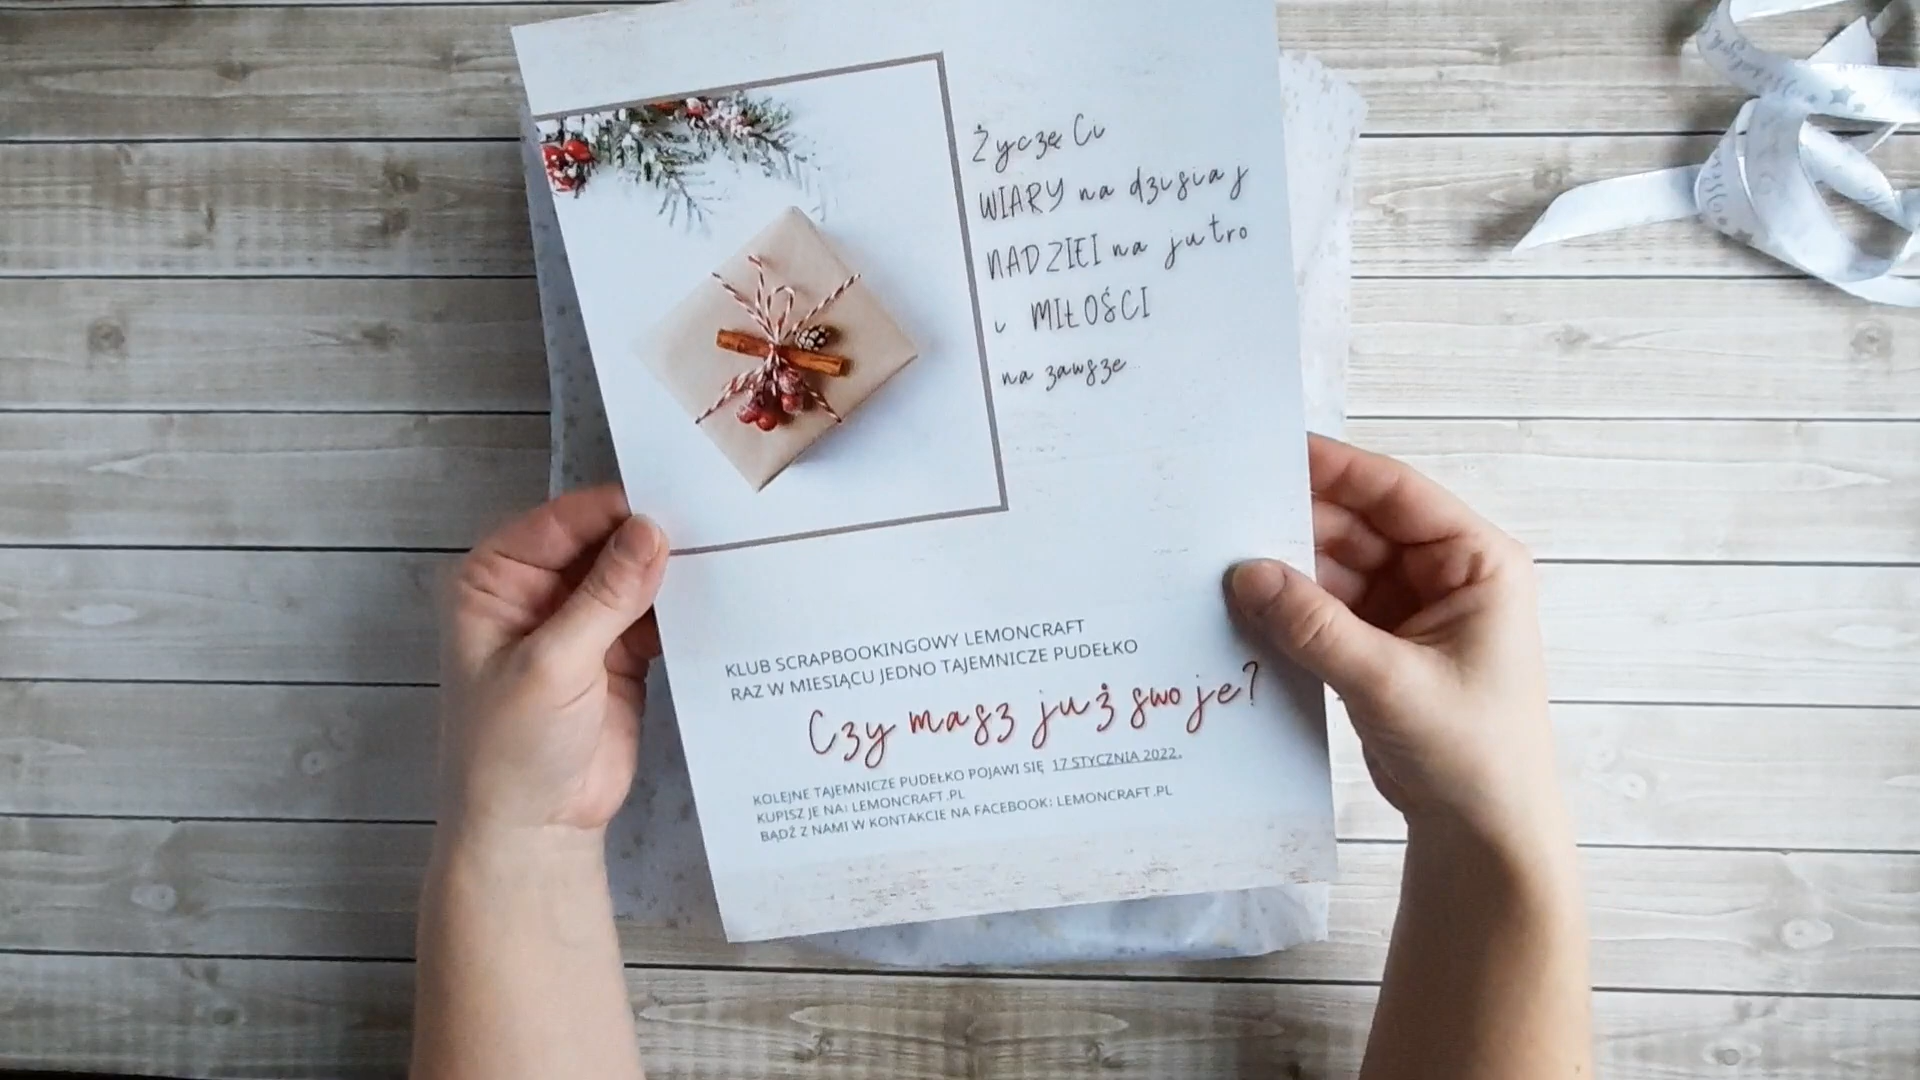 Życzę Ci
WIARY na dzisiaj
NADZIEI na jutro
i MIŁOŚCI
na zawsze
KLUB SCRAPBOOKINGOWY LEMONCRAFT
RAZ W MIESIĄCU JEDNO TAJEMNICZE PUDEŁKO
Czy masz już swoje?
KOLEJNE TAJEMNICZE PUDEŁKO POJAWI SIĘ 17 STYCZNIA 2022.
KUPISZ JE NA: LEMONCRAFT.PL
BĄDŹ Z NAMI W KONTAKCIE NA FACEBOOK: LEMONCRAFT.PL